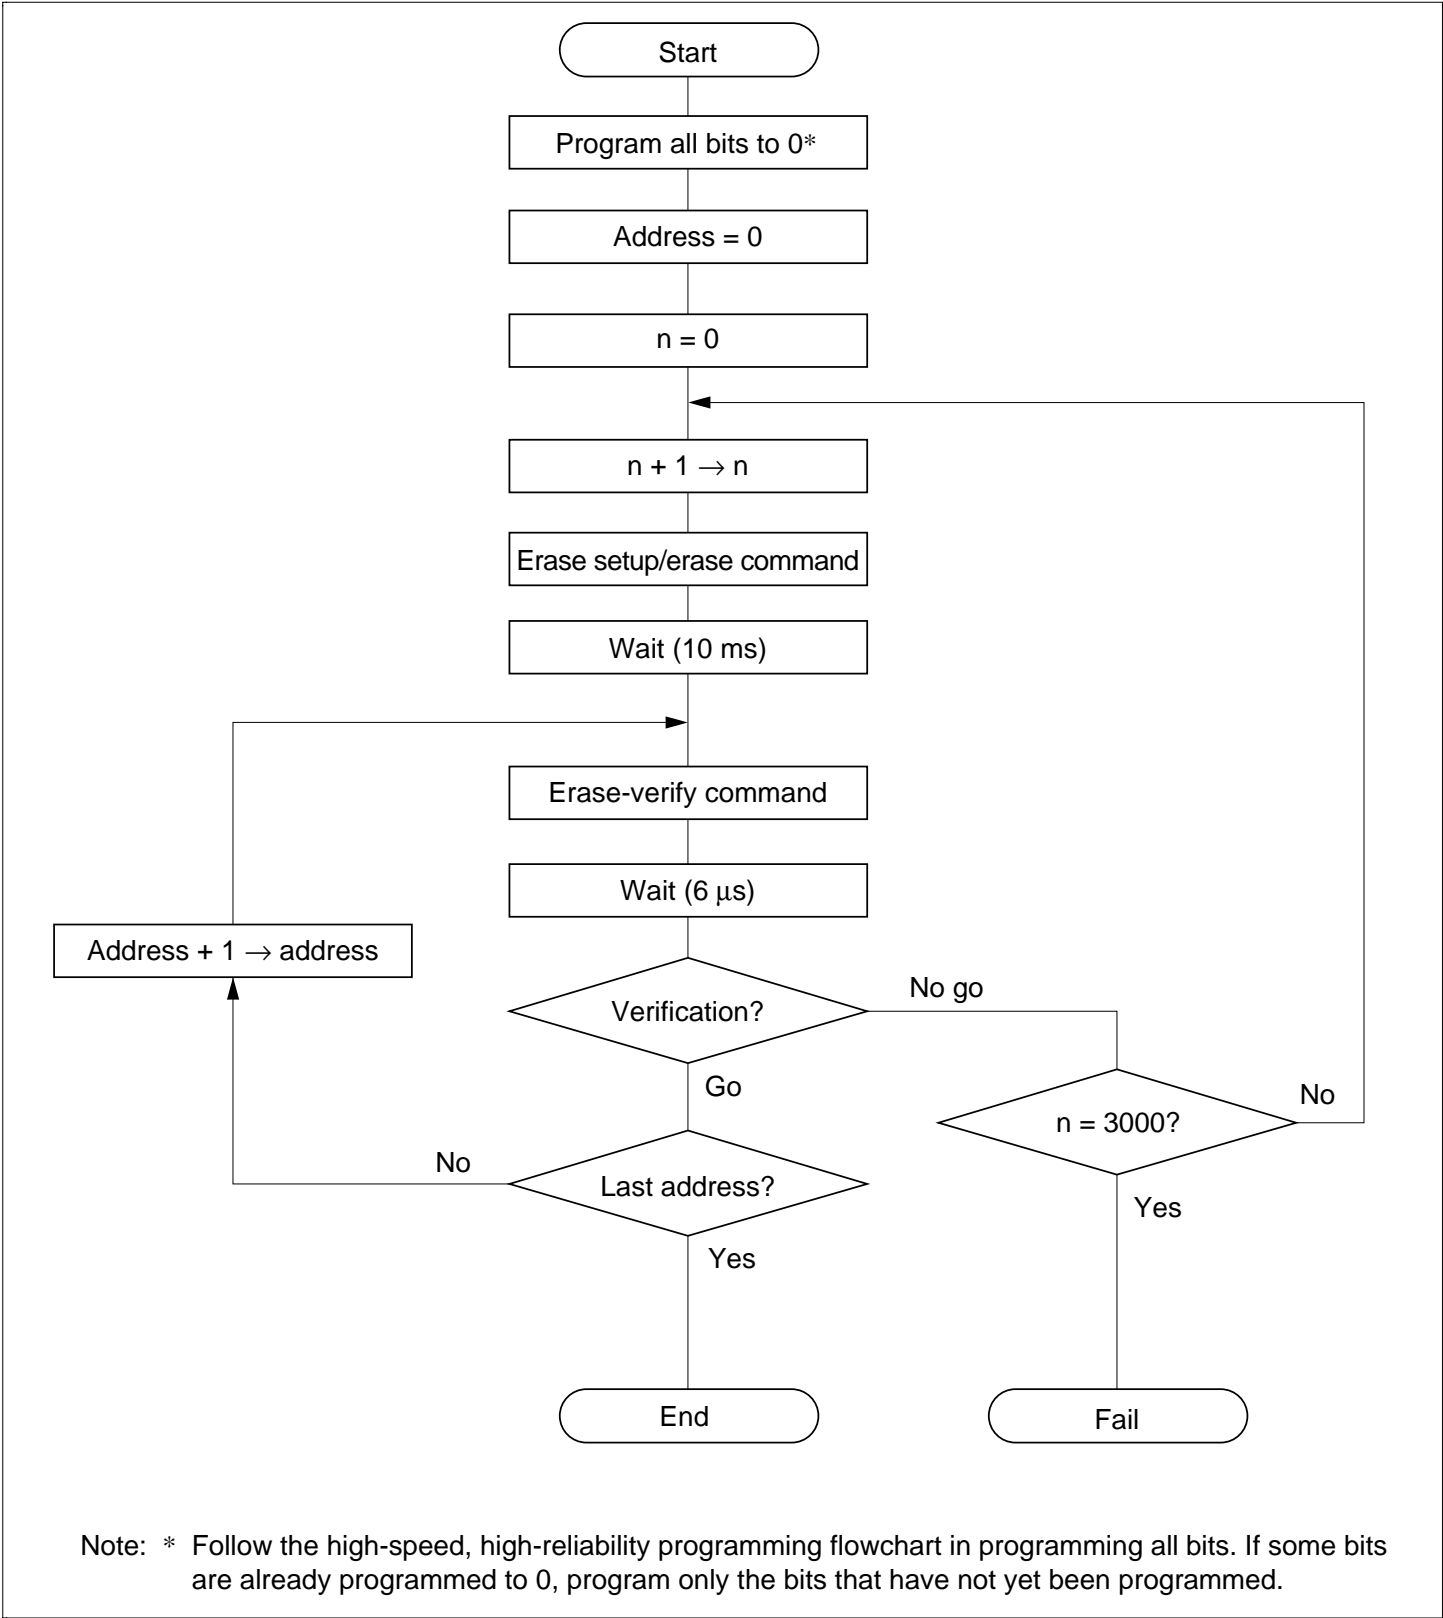 Start
Program all bits to 0*
Address = 0
n = 0
n + 1 → n
Erase setup/erase command
Wait (10 ms)
Erase-verify command
Wait (6 μs)
Address + 1 → address
Verification?
No go
Go
n = 3000?
No
Last address?
No
Yes
Yes
End
Fail
Note: * Follow the high-speed, high-reliability programming flowchart in programming all bits. If some bits
are already programmed to 0, program only the bits that have not yet been programmed.